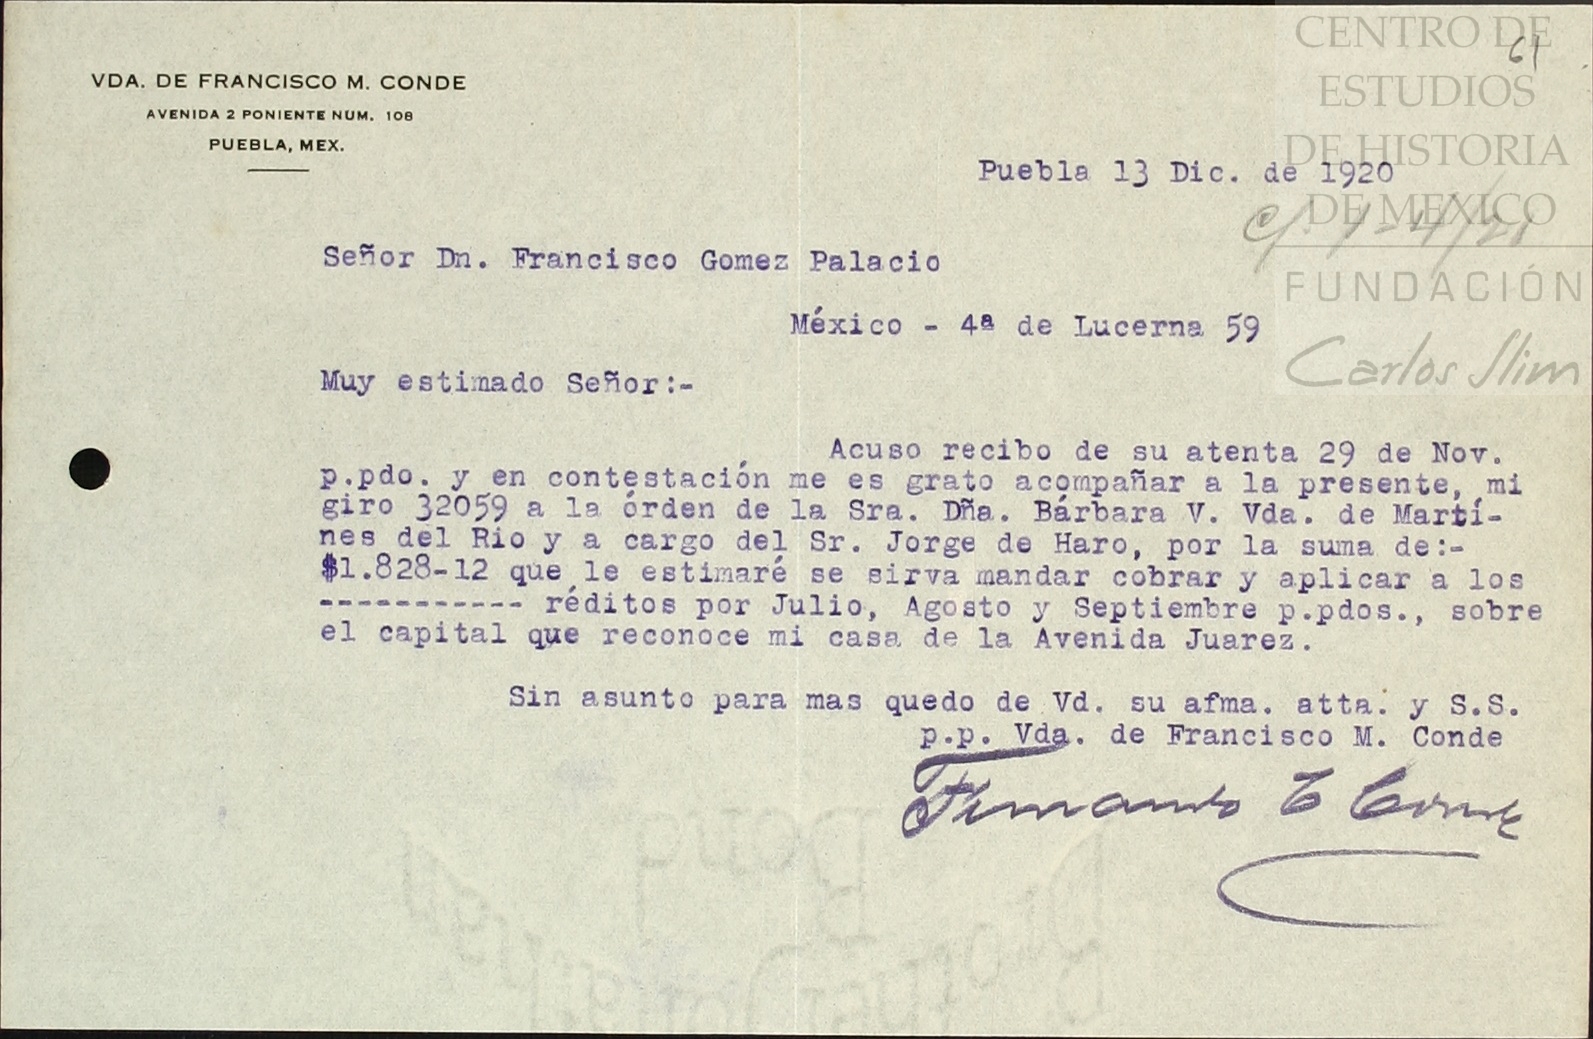 VDA. DE FRANCISCO M. CONDE
AVENIDA 2 PONIENTE NUM. 108
PUEBLA, MEX.
CENTRO DE
ESTUDIOS
DE HISTORIA
DE MEXICO
FUNDACIÓN
Carlos Slim
61
Puebla 13 Dic. de 1920
c/. 1-4/21
Señor Dn. Francisco Gomez Palacio
México - 4ª de Lucerna 59
Muy estimado Señor:-
Acuso recibo de su atenta 29 de Nov.
p.pdo. y en contestación me es grato acompañar a la presente, mi
giro 32059 a la órden de la Sra. Dña. Bárbara V. Vda. de Martí-
nes del Rio y a cargo del Sr. Jorge de Haro, por la suma de:-
$1.828-12 que le estimaré se sirva mandar cobrar y aplicar a los
----------- réditos por Julio, Agosto y Septiembre p.pdos., sobre
el capital que reconoce mi casa de la Avenida Juarez.
Sin asunto para mas quedo de Vd. su afma. atta. y S.S.
p.p. Vda. de Francisco M. Conde
Fernando E Conde